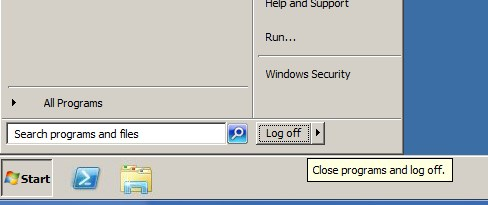 Help and Support
Run...
Windows Security
All Programs
Search programs and files
Log off
Close programs and log off.
Start